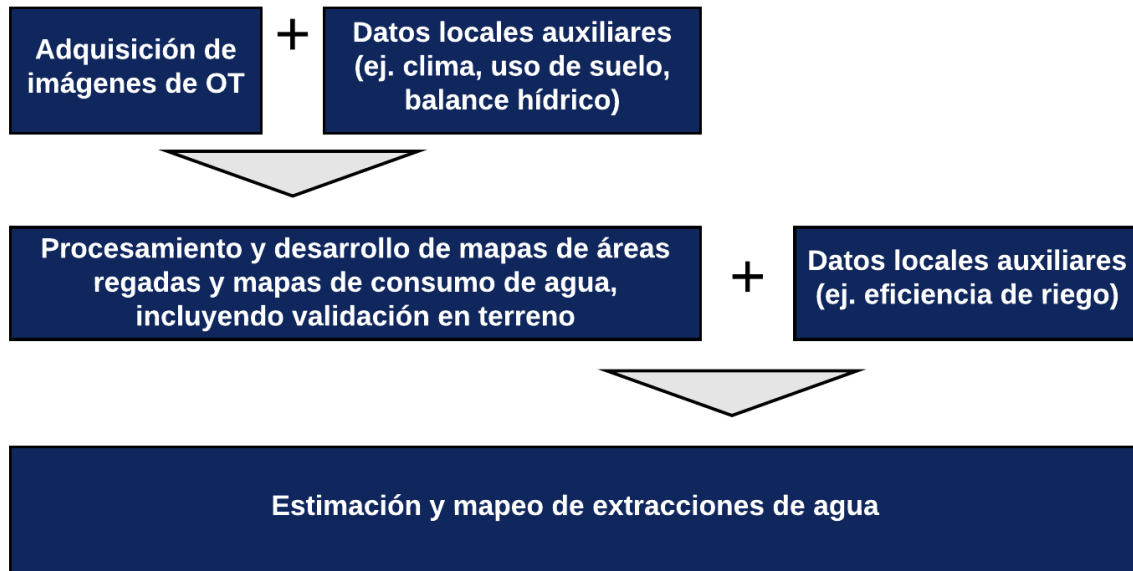 Adquisición de
imágenes de OT
+
Datos locales auxiliares
(ej. clima, uso de suelo,
balance hídrico)
Procesamiento y desarrollo de mapas de áreas
regadas y mapas de consumo de agua,
incluyendo validación en terreno
+
Datos locales auxiliares
(ej. eficiencia de riego)
Estimación y mapeo de extracciones de agua